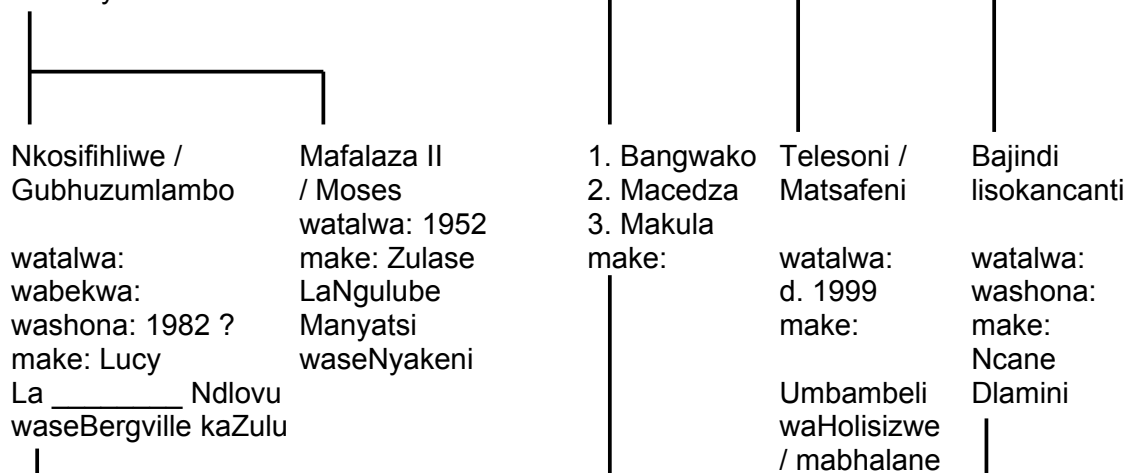 Nkosifihliwe /
Gubhuzumlambo
watalwa:
wabekwa:
washona: 1982 ?
make: Lucy
La ________ Ndlovu
waseBergville kaZulu
Mafalaza II
/ Moses
watalwa: 1952
make: Zulase
LaNgulube
Manyatsi
waseNyakeni
1. Bangwako
2. Macedza
3. Makula
make:
Telesoni /
Matsafeni
watalwa:
d. 1999
make:
Umbambeli
waHolisizwe
/ mabhalane
Bajindi
lisokancanti
watalwa:
washona:
make:
Ncane
Dlamini